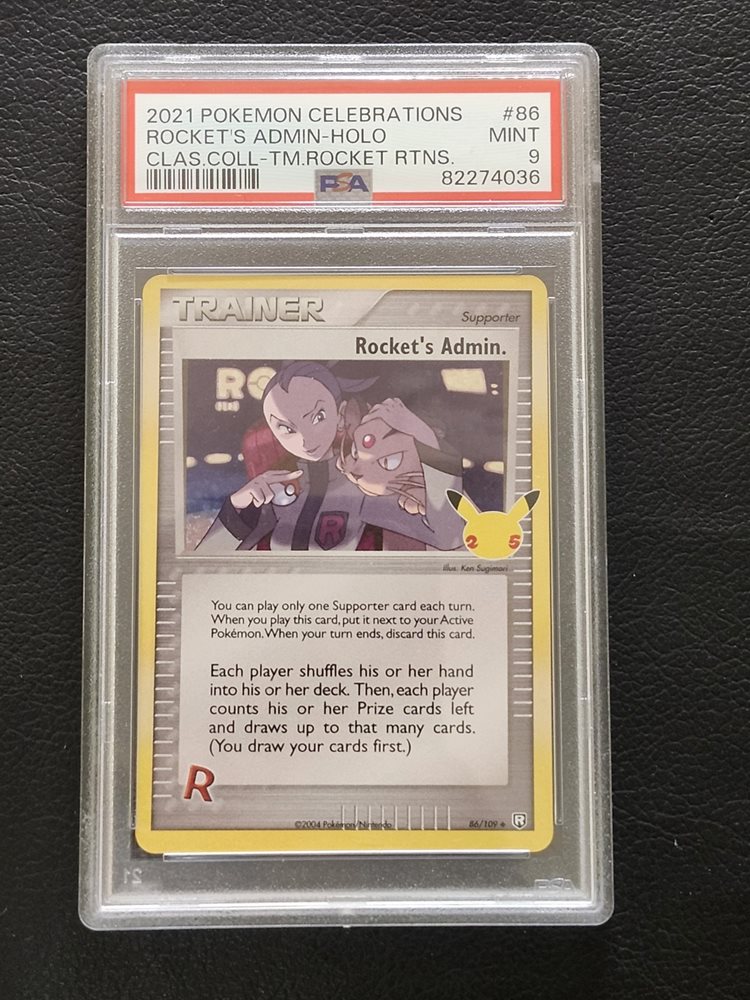 2021 POKEMON CELEBRATIONS #86
ROCKET'S ADMIN-HOLO MINT
CLAS.COLL-TM.ROCKET RTNS. 9
PSA 82274036
TRAINER
Supporter
Rocket's Admin.
RO
R
25
Illus. Ken Sugimori
You can play only one Supporter card each turn.
When you play this card, put it next to your Active
Pokémon. When your turn ends, discard this card.
Each player shuffles his or her hand
into his or her deck. Then, each player
counts his or her Prize cards left
and draws up to that many cards.
(You draw your cards first.)
R
©2004 Pokémon/Nintendo 86/109 R
21 PSA